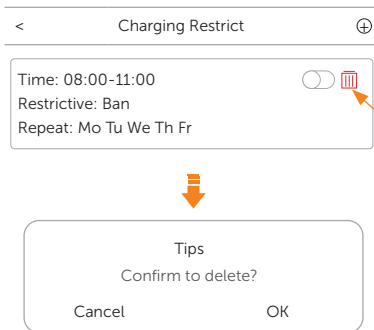 < Charging Restrict ⊕
Time: 08:00-11:00
Restrictive: Ban
Repeat: Mo Tu We Th Fr
Tips
Confirm to delete?
Cancel OK